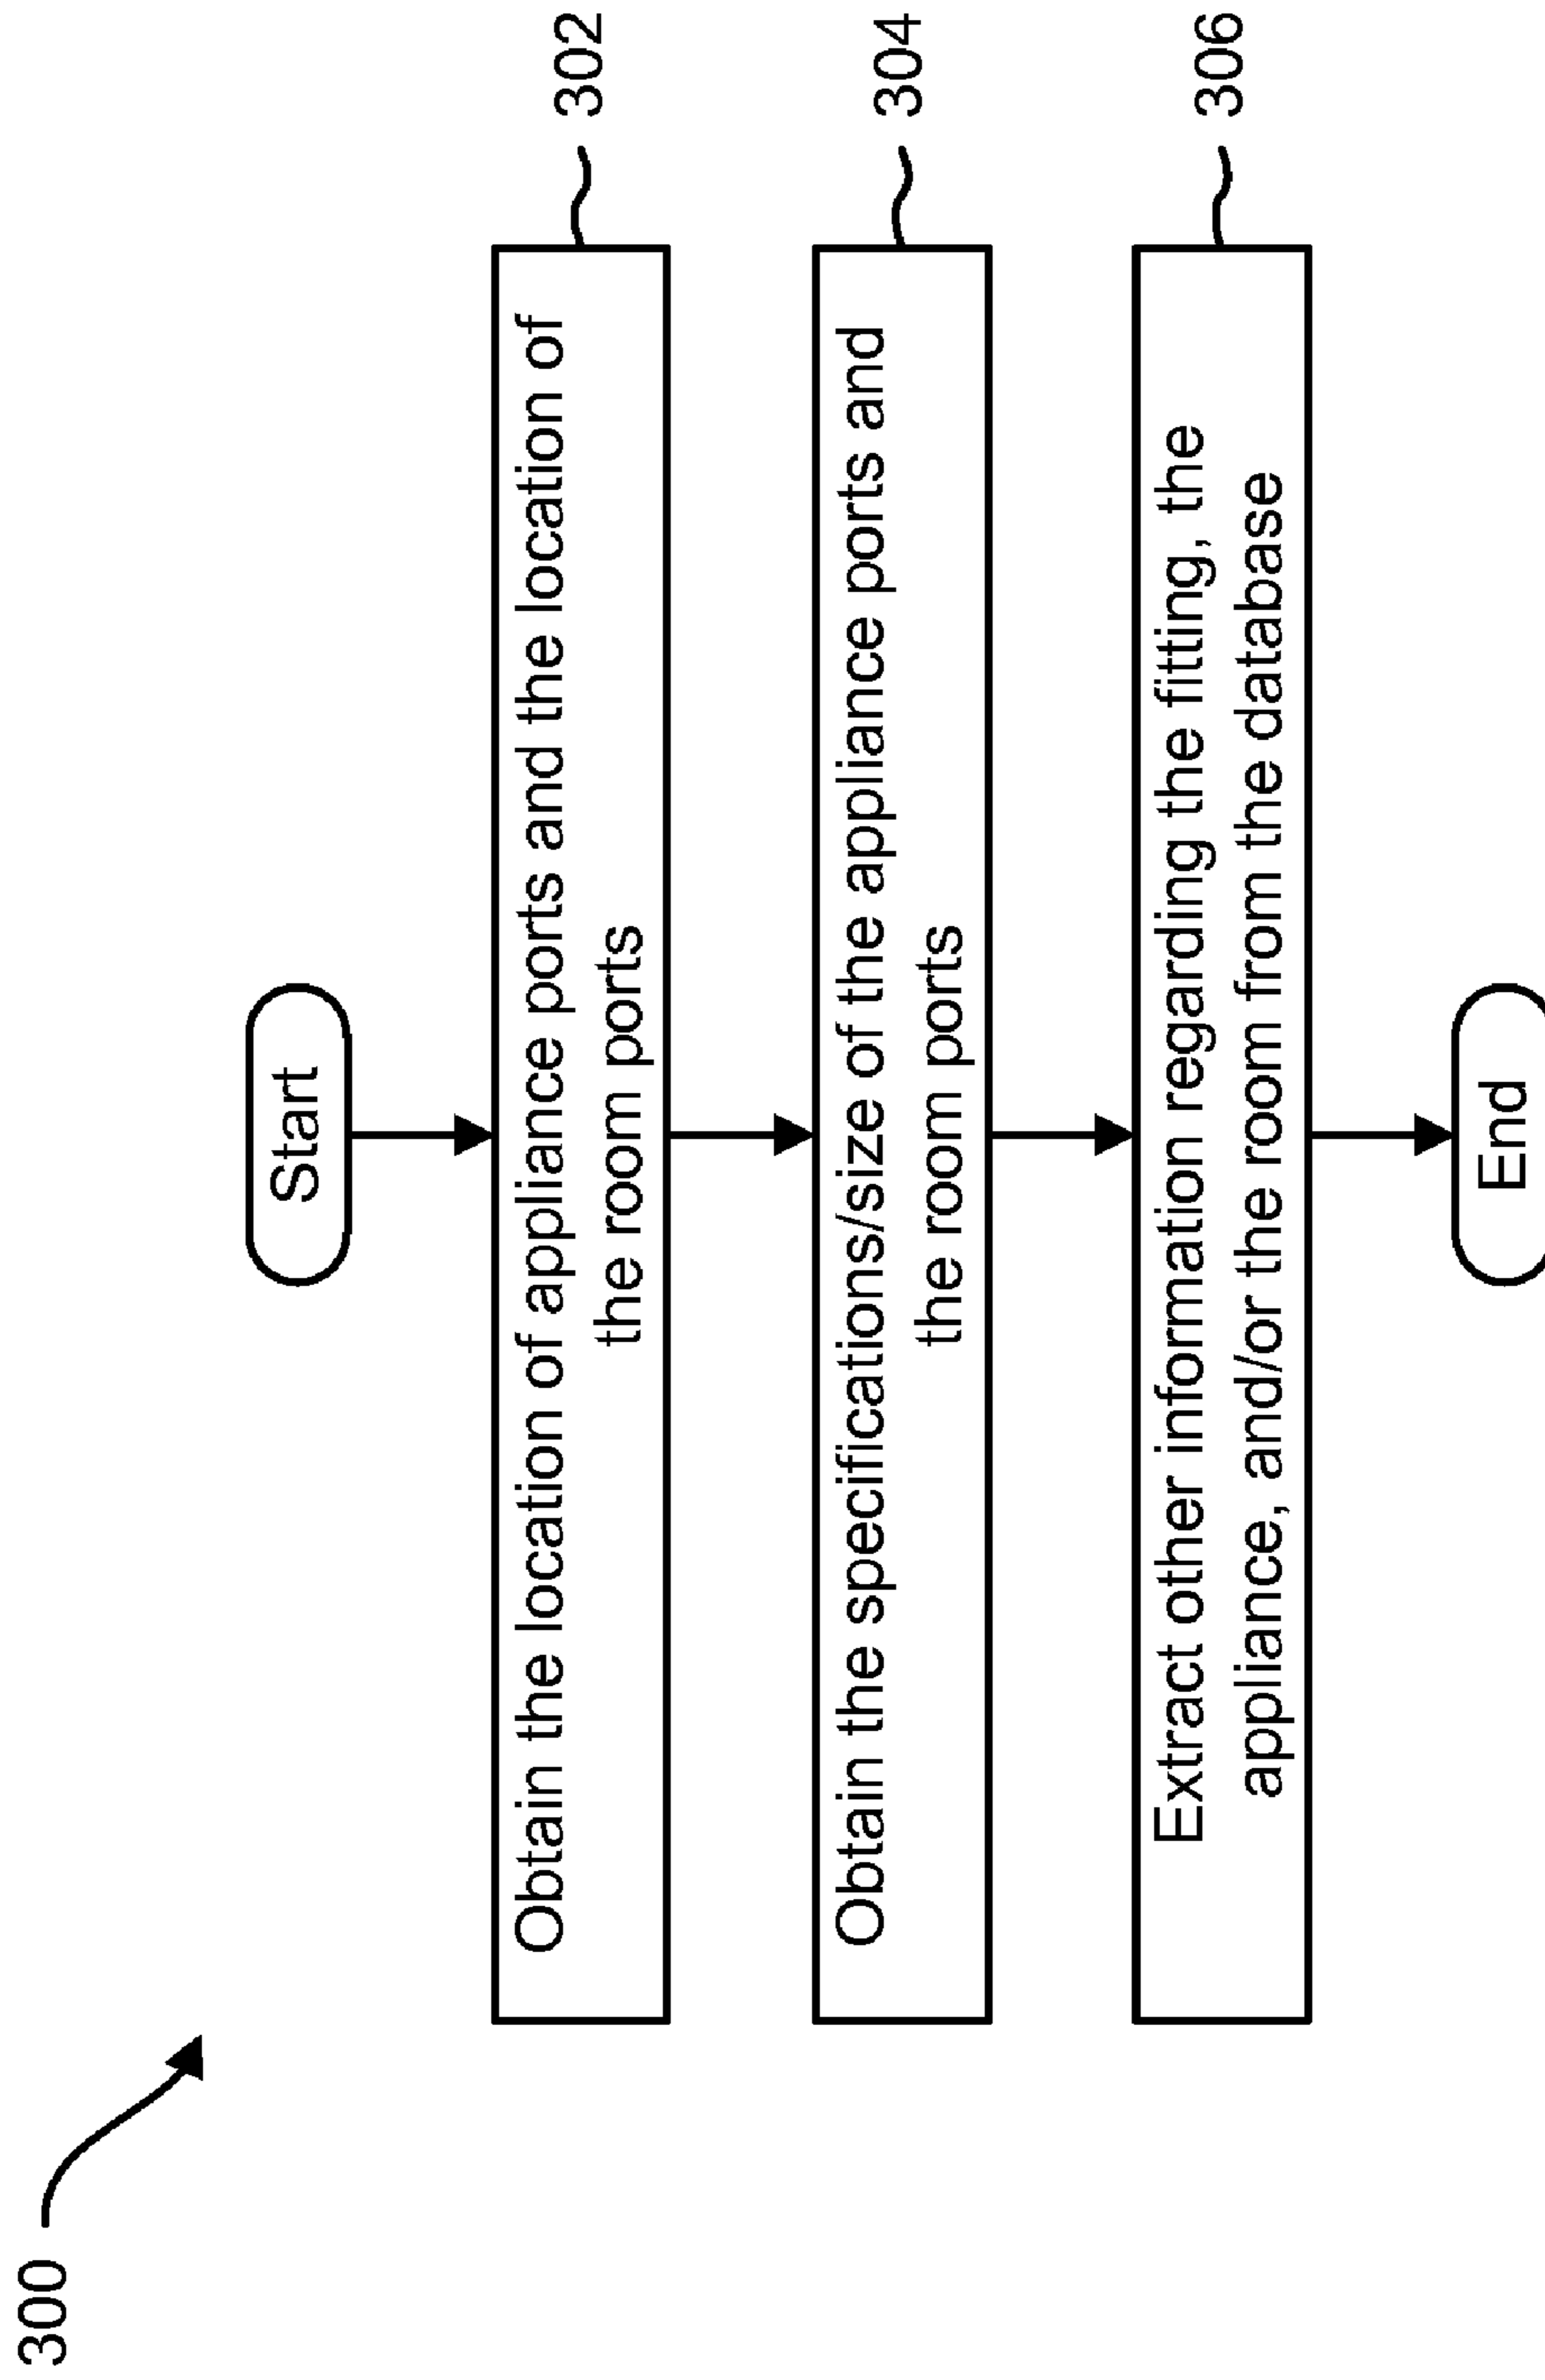 300
Start
Obtain the location of appliance ports and the location of
the room ports
302
Obtain the specifications/size of the appliance ports and
the room ports
304
Extract other information regarding the fitting, the
appliance, and/or the room from the database
306
End